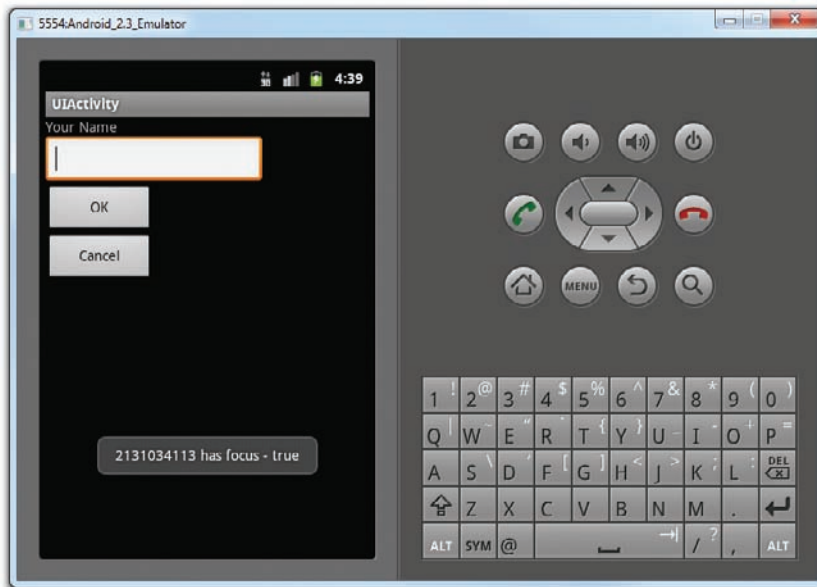 5554:Android_2.3_Emulator
3G 4:39
UIActivity
Your Name
OK
Cancel
2131034113 has focus - true
MENU
1 ! 2 @ 3 # 4 $ 5 % 6 ^ 7 & 8 * 9 ( 0 )
Q | W ~ E " R ` T { Y } U _ I - O + P =
A S \ D ' F [ G ] H < J > K ; L : DEL
Z X C V B N M .
ALT SYM @ / ? , ALT